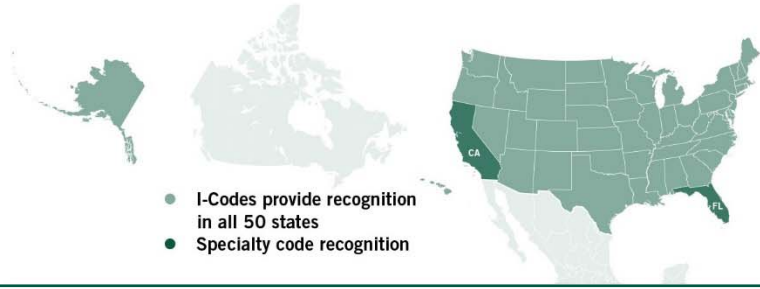 CA
FL
I-Codes provide recognition
in all 50 states
Specialty code recognition